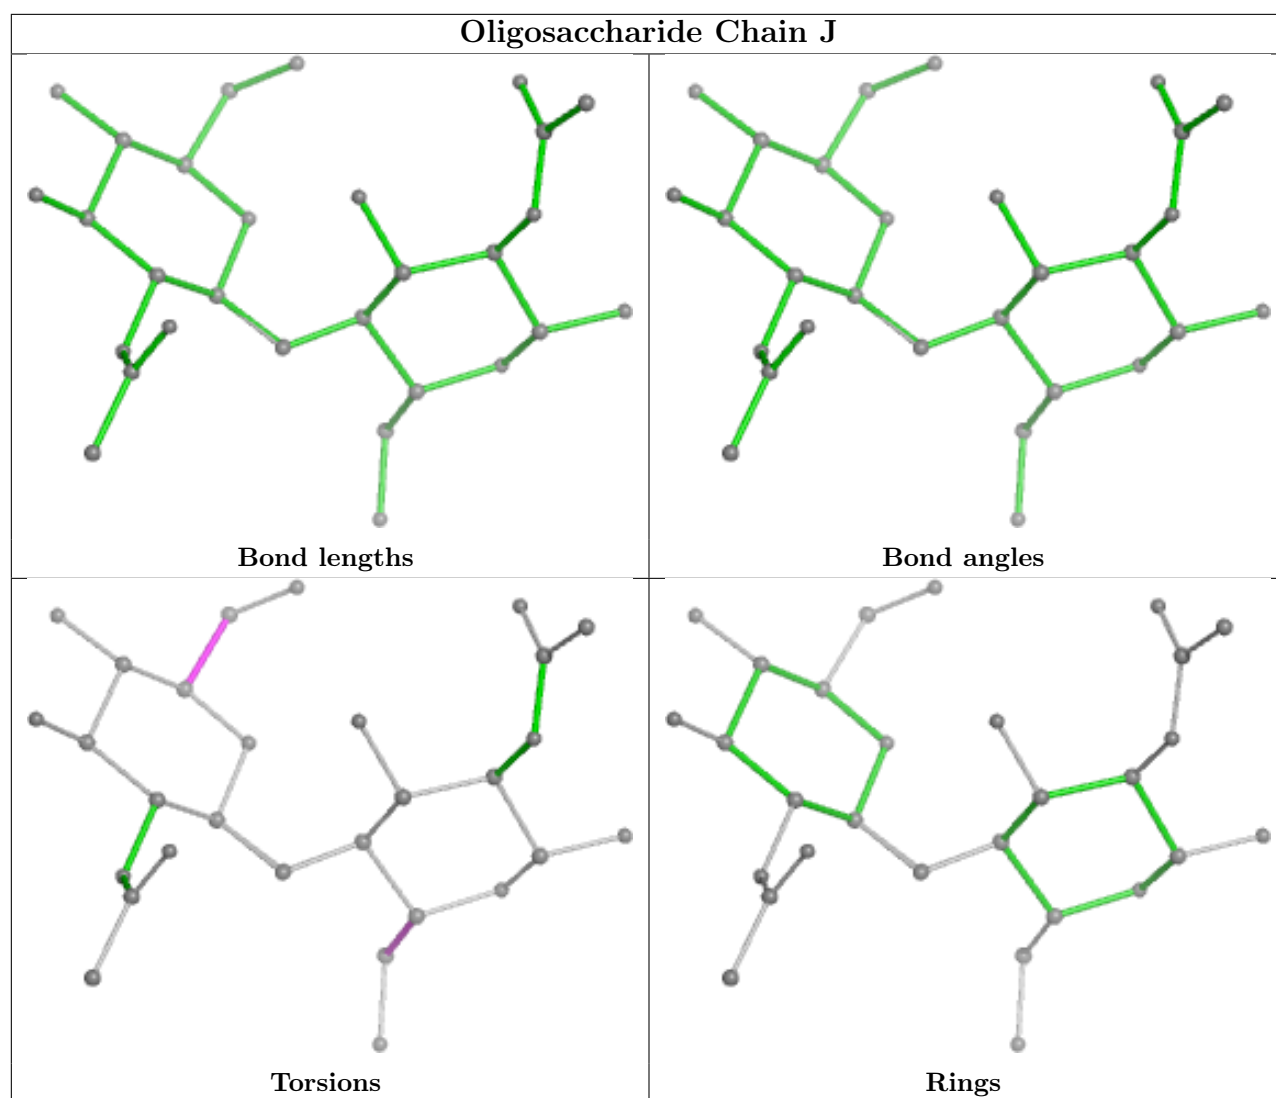 Oligosaccharide Chain J
Bond lengths
Bond angles
Torsions
Rings